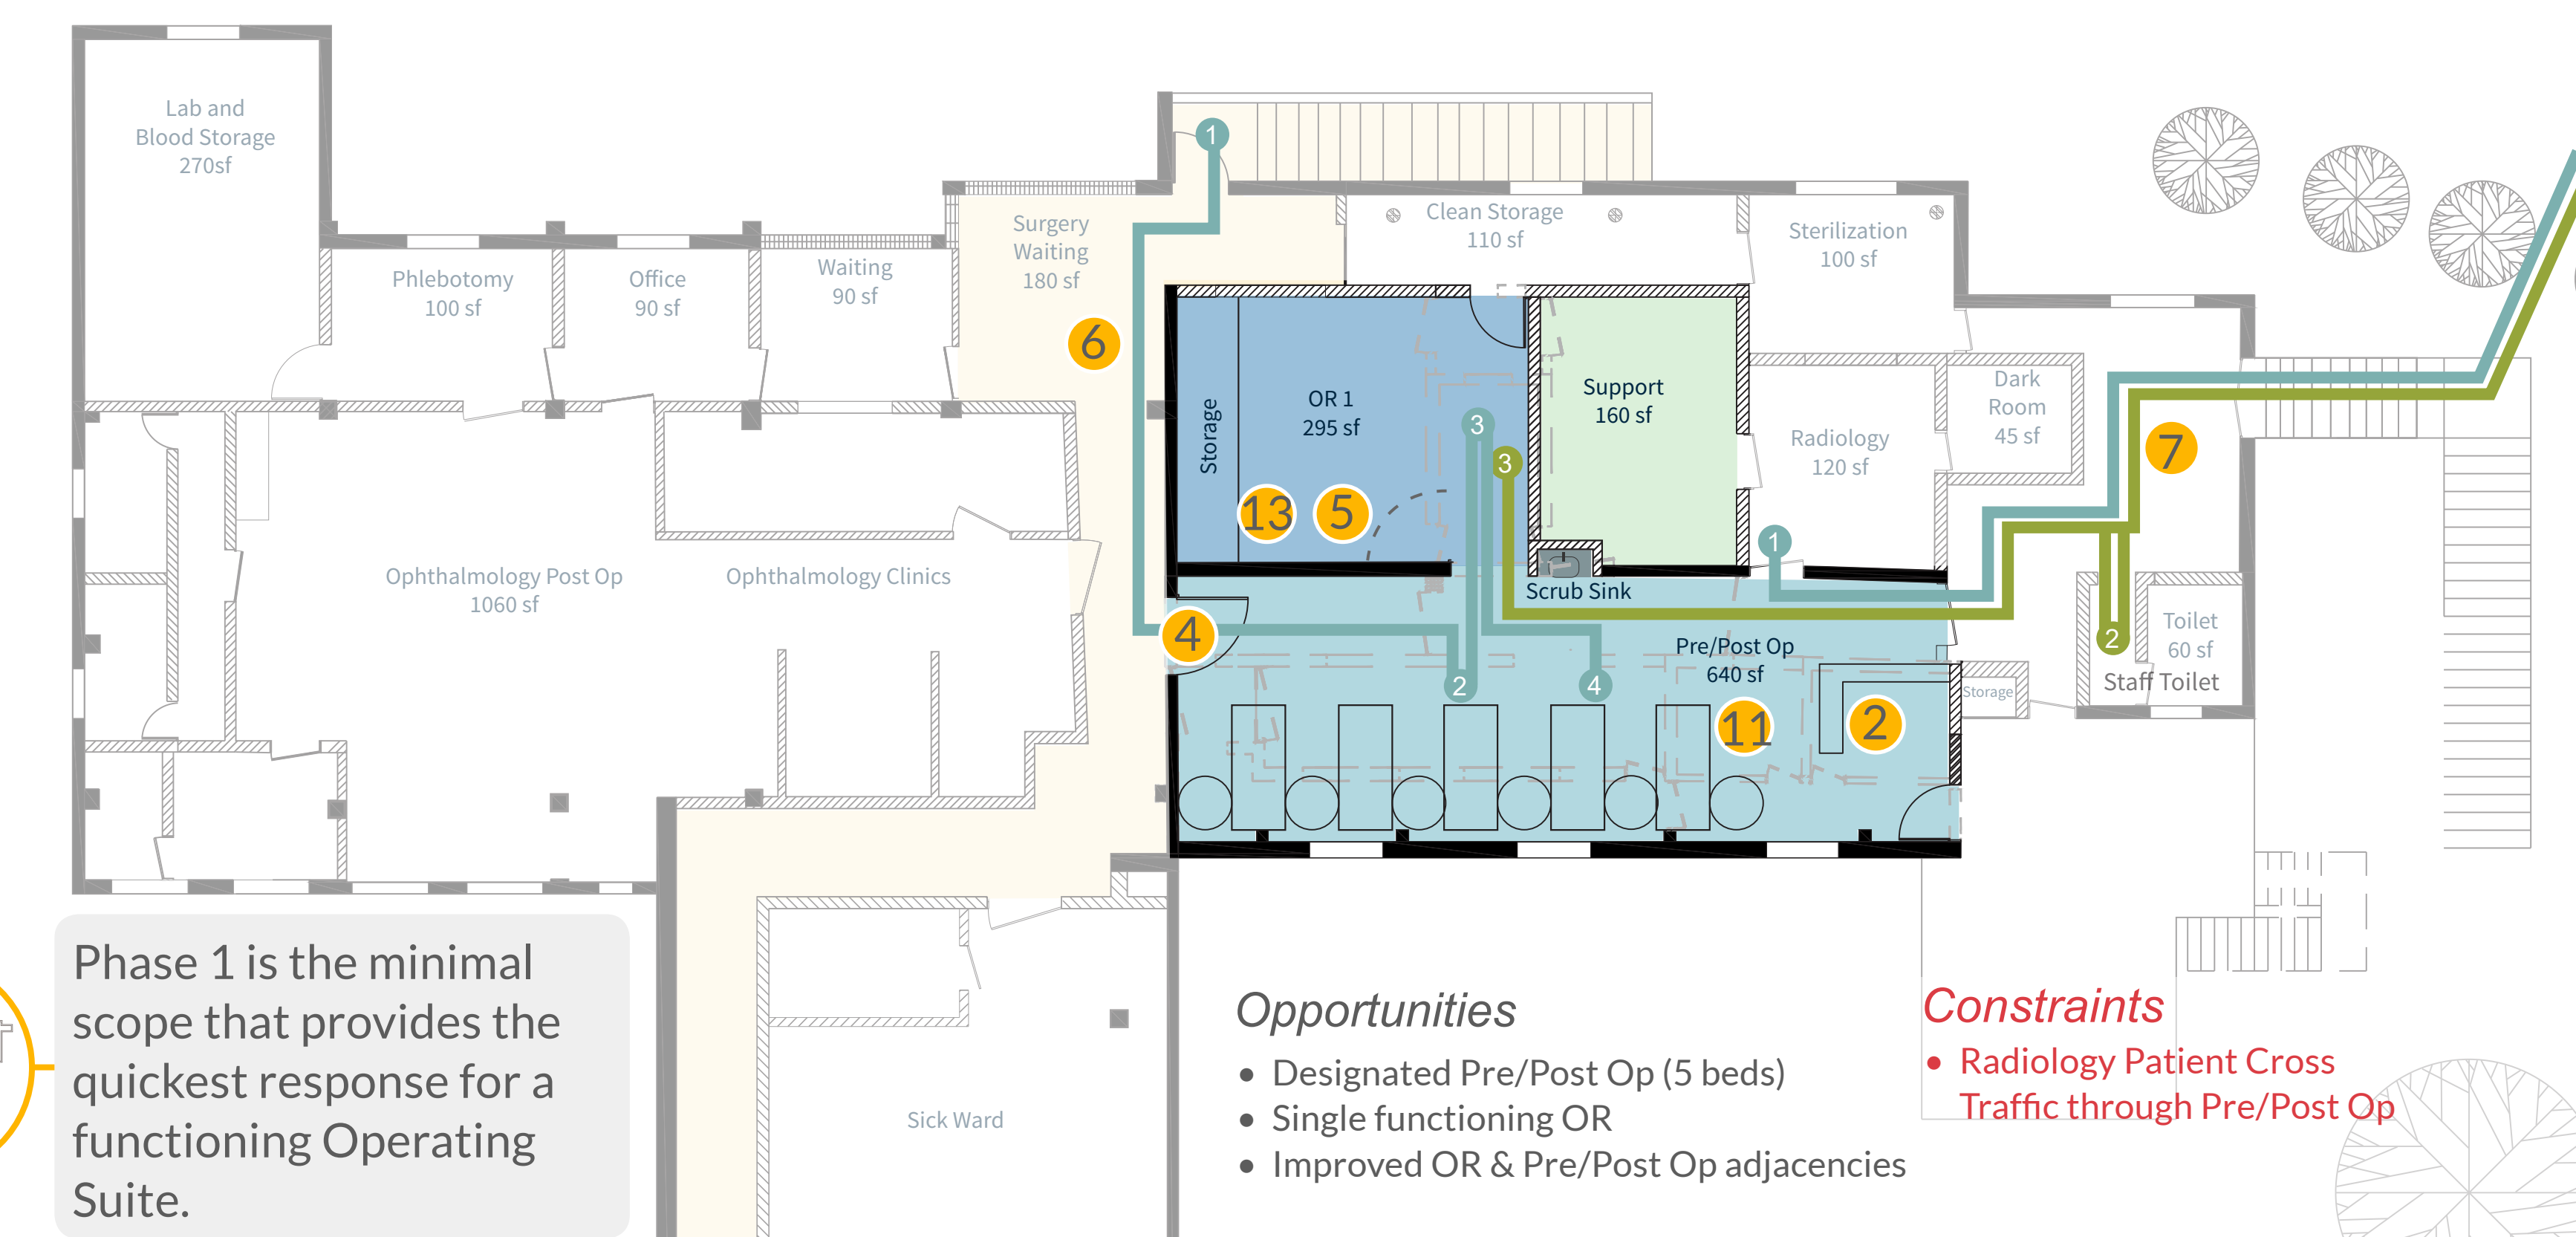 Lab and
Blood Storage
270sf
Phlebotomy
100 sf
Office
90 sf
Waiting
90 sf
Surgery
Waiting
180 sf
6
1
Clean Storage
110 sf
Sterilization
100 sf
Storage
OR 1
295 sf
13
5
3
3
Support
160 sf
Radiology
120 sf
1
Dark
Room
45 sf
7
Ophthalmology Post Op
1060 sf
Ophthalmology Clinics
Scrub Sink
4
2
4
Pre/Post Op
640 sf
11
2
Storage
2
Toilet
60 sf
Staff Toilet
Sick Ward
Phase 1 is the minimal
scope that provides the
quickest response for a
functioning Operating
Suite.
Opportunities
• Designated Pre/Post Op (5 beds)
• Single functioning OR
• Improved OR & Pre/Post Op adjacencies
Constraints
• Radiology Patient Cross
Traffic through Pre/Post Op